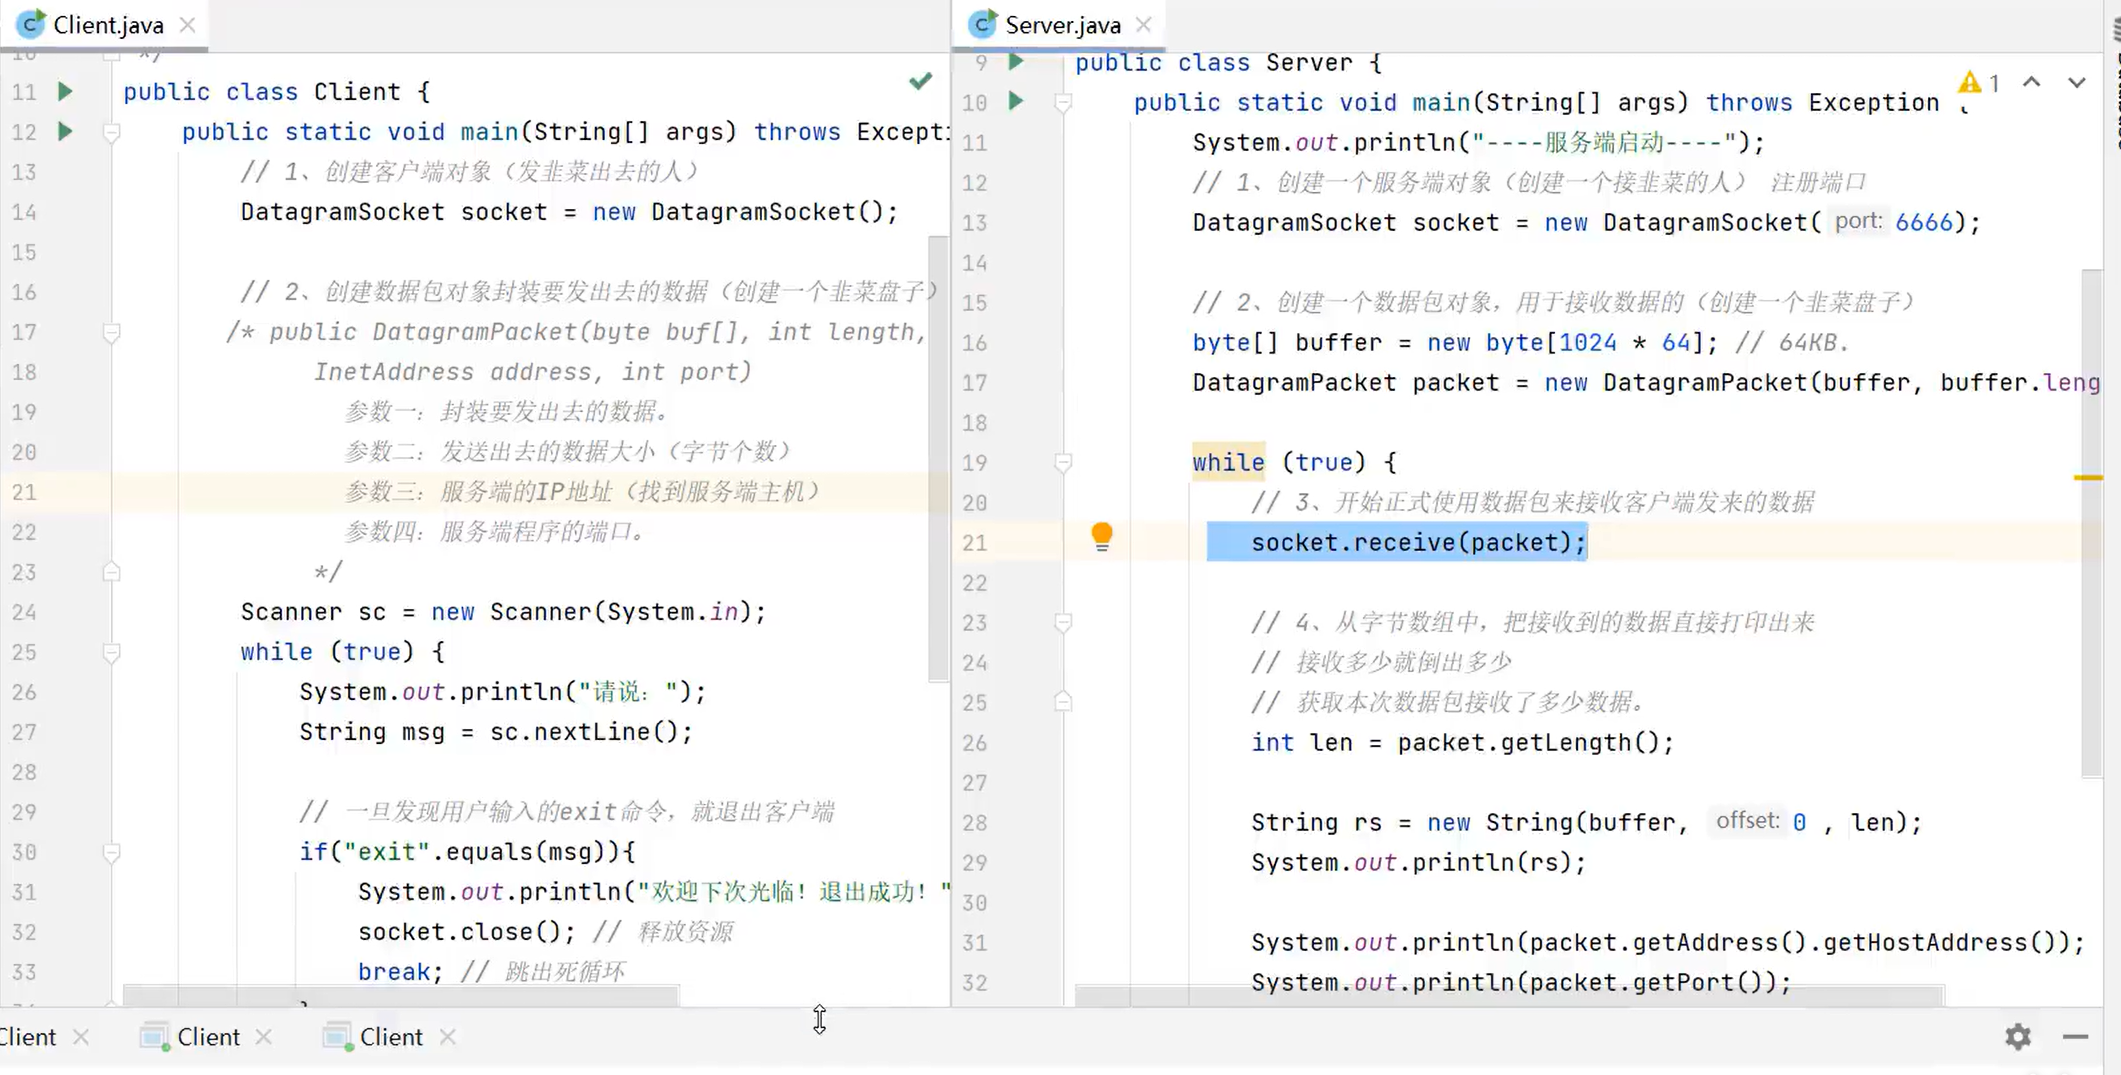 Client.java
*/
11 public class Client {
12 public static void main(String[] args) throws Excepti
13 // 1、创建客户端对象（发韭菜出去的人）
14 DatagramSocket socket = new DatagramSocket();
15
16 // 2、创建数据包对象封装要发出去的数据（创建一个韭菜盘子）
17 /* public DatagramPacket(byte buf[], int length,
18 InetAddress address, int port)
19 参数一：封装要发出去的数据。
20 参数二：发送出去的数据大小（字节个数）
21 参数三：服务端的IP地址（找到服务端主机）
22 参数四：服务端程序的端口。
23 */
24 Scanner sc = new Scanner(System.in);
25 while (true) {
26 System.out.println("请说：");
27 String msg = sc.nextLine();
28
29 // 一旦发现用户输入的exit命令，就退出客户端
30 if("exit".equals(msg)){
31 System.out.println("欢迎下次光临！退出成功！"
32 socket.close(); // 释放资源
33 break; // 跳出死循环
Server.java
1
9 public class Server {
10 public static void main(String[] args) throws Exception {
11 System.out.println("----服务端启动----");
12 // 1、创建一个服务端对象（创建一个接韭菜的人） 注册端口
13 DatagramSocket socket = new DatagramSocket( port: 6666);
14
15 // 2、创建一个数据包对象，用于接收数据的（创建一个韭菜盘子）
16 byte[] buffer = new byte[1024 * 64]; // 64KB.
17 DatagramPacket packet = new DatagramPacket(buffer, buffer.leng
18
19 while (true) {
20 // 3、开始正式使用数据包来接收客户端发来的数据
21 socket.receive(packet);
22
23 // 4、从字节数组中，把接收到的数据直接打印出来
24 // 接收多少就倒出多少
25 // 获取本次数据包接收了多少数据。
26 int len = packet.getLength();
27
28 String rs = new String(buffer, offset: 0 , len);
29 System.out.println(rs);
30
31 System.out.println(packet.getAddress().getHostAddress());
32 System.out.println(packet.getPort());
Client Client Client